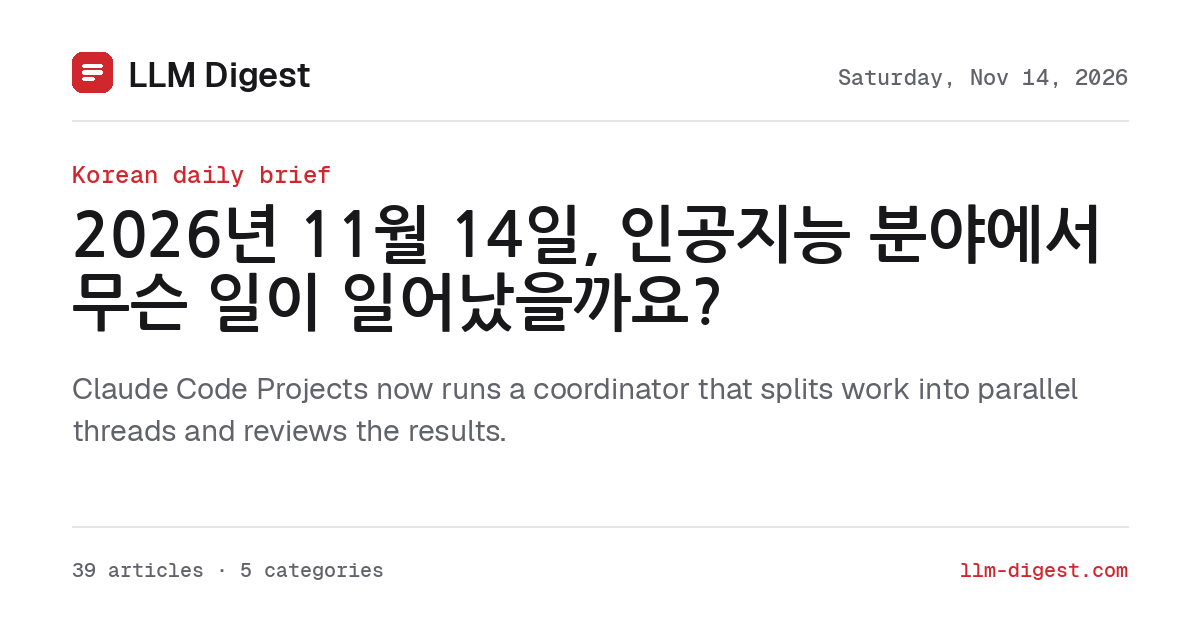 LLM Digest
Saturday, Nov 14, 2026
Korean daily brief
2026년 11월 14일, 인공지능 분야에서
무슨 일이 일어났을까요?
Claude Code Projects now runs a coordinator that splits work into parallel
threads and reviews the results.
39 articles · 5 categories
llm-digest.com